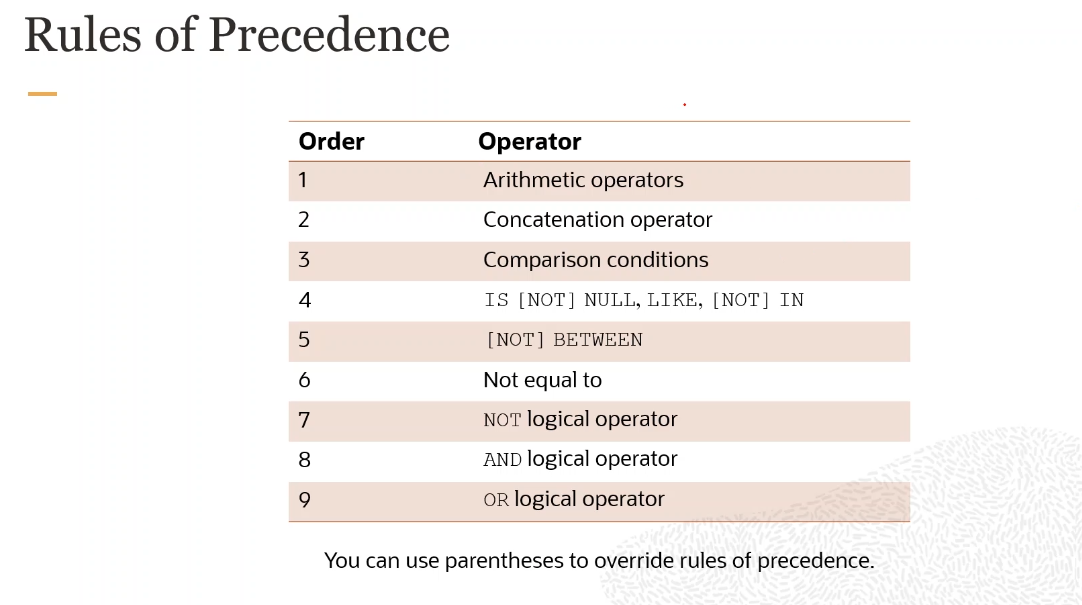 Rules of Precedence
Order Operator
1 Arithmetic operators
2 Concatenation operator
3 Comparison conditions
4 IS [NOT] NULL, LIKE, [NOT] IN
5 [NOT] BETWEEN
6 Not equal to
7 NOT logical operator
8 AND logical operator
9 OR logical operator
You can use parentheses to override rules of precedence.